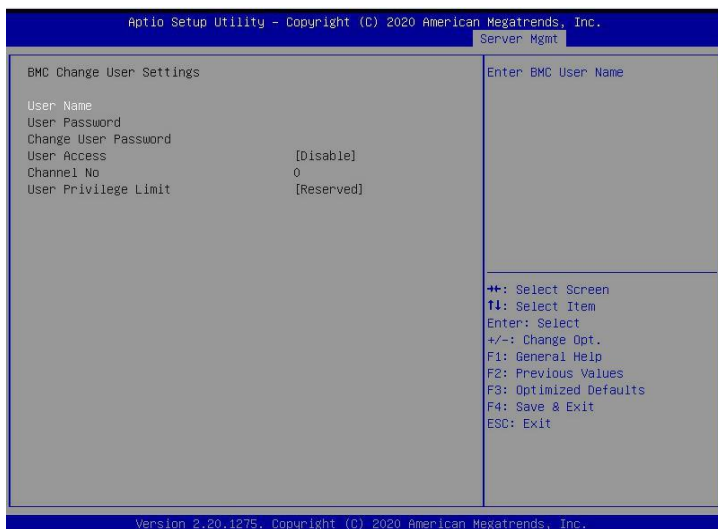 Aptio Setup Utility – Copyright (C) 2020 American Megatrends, Inc.
Server Mgmt
BMC Change User Settings
User Name
User Password
Change User Password
User Access [Disable]
Channel No 0
User Privilege Limit [Reserved]
Enter BMC User Name
→←: Select Screen
↑↓: Select Item
Enter: Select
+/-: Change Opt.
F1: General Help
F2: Previous Values
F3: Optimized Defaults
F4: Save & Exit
ESC: Exit
Version 2.20.1275. Copyright (C) 2020 American Megatrends, Inc.